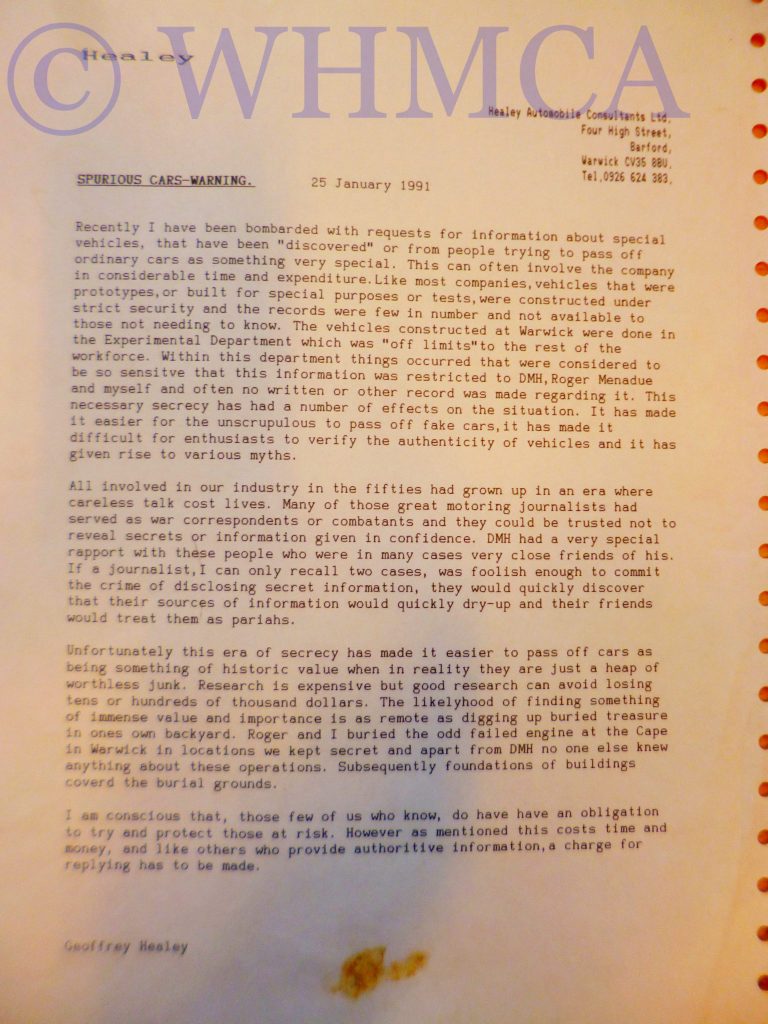 © WHMCA
Healey
Healey Automobile Consultants Ltd,
Four High Street,
Barford,
Warwick CV35 8BU,
Tel,0926 624 383,
SPURIOUS CARS-WARNING. 25 January 1991
Recently I have been bombarded with requests for information about special
vehicles, that have been "discovered" or from people trying to pass off
ordinary cars as something very special. This can often involve the company
in considerable time and expenditure.Like most companies,vehicles that were
prototypes,or built for special purposes or tests,were constructed under
strict security and the records were few in number and not available to
those not needing to know. The vehicles constructed at Warwick were done in
the Experimental Department which was "off limits"to the rest of the
workforce. Within this department things occurred that were considered to
be so sensitve that this information was restricted to DMH,Roger Menadue
and myself and often no written or other record was made regarding it. This
necessary secrecy has had a number of effects on the situation. It has made
it easier for the unscrupulous to pass off fake cars,it has made it
difficult for enthusiasts to verify the authenticity of vehicles and it has
given rise to various myths.
All involved in our industry in the fifties had grown up in an era where
careless talk cost lives. Many of those great motoring journalists had
served as war correspondents or combatants and they could be trusted not to
reveal secrets or information given in confidence. DMH had a very special
rapport with these people who were in many cases very close friends of his.
If a journalist,I can only recall two cases, was foolish enough to commit
the crime of disclosing secret information, they would quickly discover
that their sources of information would quickly dry-up and their friends
would treat them as pariahs.
Unfortunately this era of secrecy has made it easier to pass off cars as
being something of historic value when in reality they are just a heap of
worthless junk. Research is expensive but good research can avoid losing
tens or hundreds of thousand dollars. The likelyhood of finding something
of immense value and importance is as remote as digging up buried treasure
in ones own backyard. Roger and I buried the odd failed engine at the Cape
in Warwick in locations we kept secret and apart from DMH no one else knew
anything about these operations. Subsequently foundations of buildings
coverd the burial grounds.
I am conscious that, those few of us who know, do have have an obligation
to try and protect those at risk. However as mentioned this costs time and
money, and like others who provide authoritive information,a charge for
replying has to be made.
Geoffrey Healey